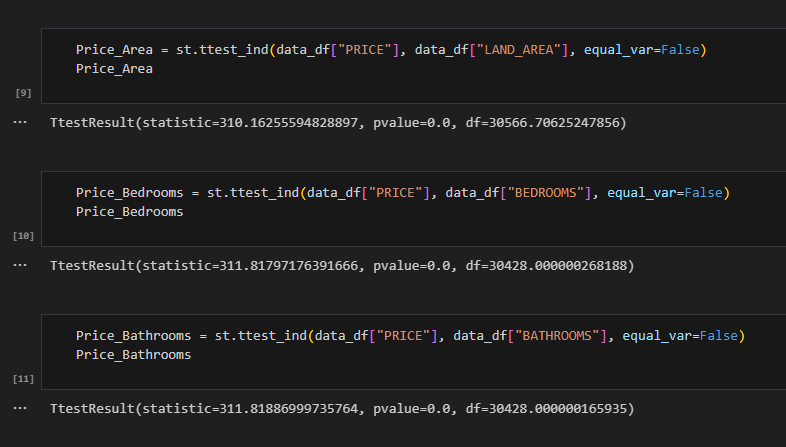 Price_Area = st.ttest_ind(data_df["PRICE"], data_df["LAND_AREA"], equal_var=False)
Price_Area
[9]
... TtestResult(statistic=310.16255594828897, pvalue=0.0, df=30566.70625247856)
Price_Bedrooms = st.ttest_ind(data_df["PRICE"], data_df["BEDROOMS"], equal_var=False)
Price_Bedrooms
[10]
... TtestResult(statistic=311.81797176391666, pvalue=0.0, df=30428.000000268188)
Price_Bathrooms = st.ttest_ind(data_df["PRICE"], data_df["BATHROOMS"], equal_var=False)
Price_Bathrooms
[11]
... TtestResult(statistic=311.81886999735764, pvalue=0.0, df=30428.000000165935)